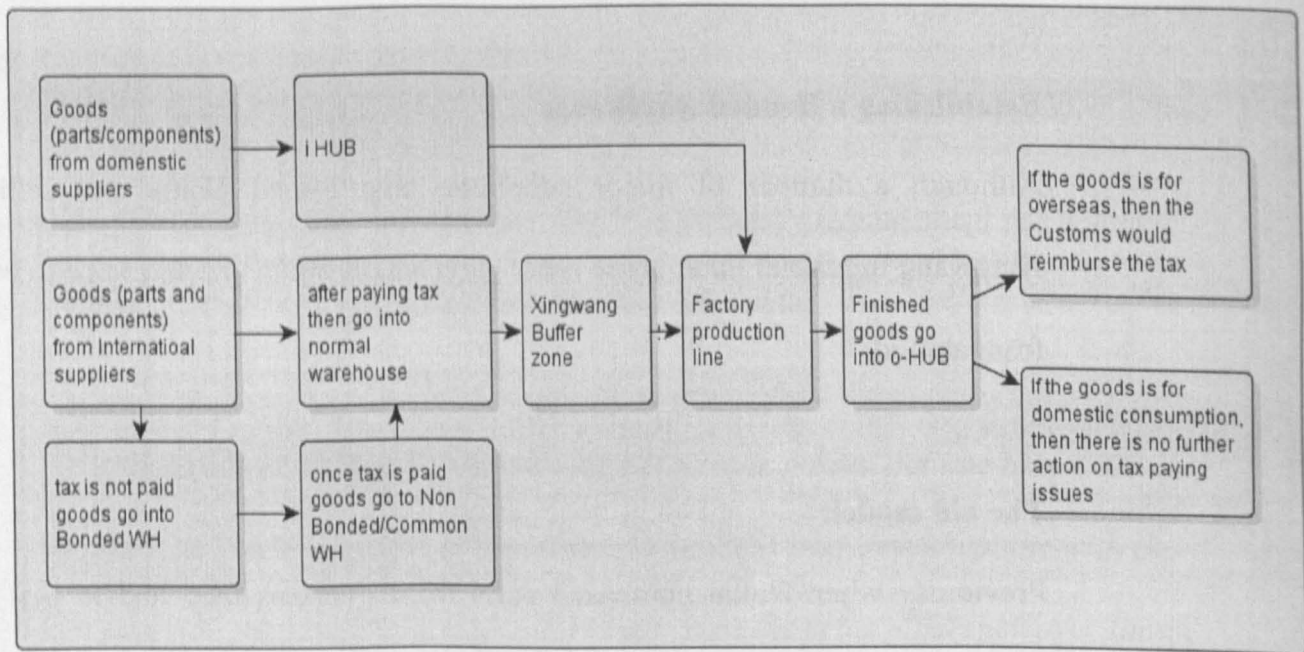 Goods
(parts/components)
from domenstic
suppliers
i HUB
If the goods is for
overseas, then the
Customs would
reimburse the tax
Goods (parts and
components)
from Internatioal
suppliers
after paying tax
then go into
normal
warehouse
Xingwang
Buffer
zone
Factory
production
line
Finished
goods go
into o-HUB
If the goods is for
domestic consumption,
then there is no further
action on tax paying
issues
tax is not paid
goods go into
Bonded WH
once tax is paid
goods go to Non
Bonded/Common
WH